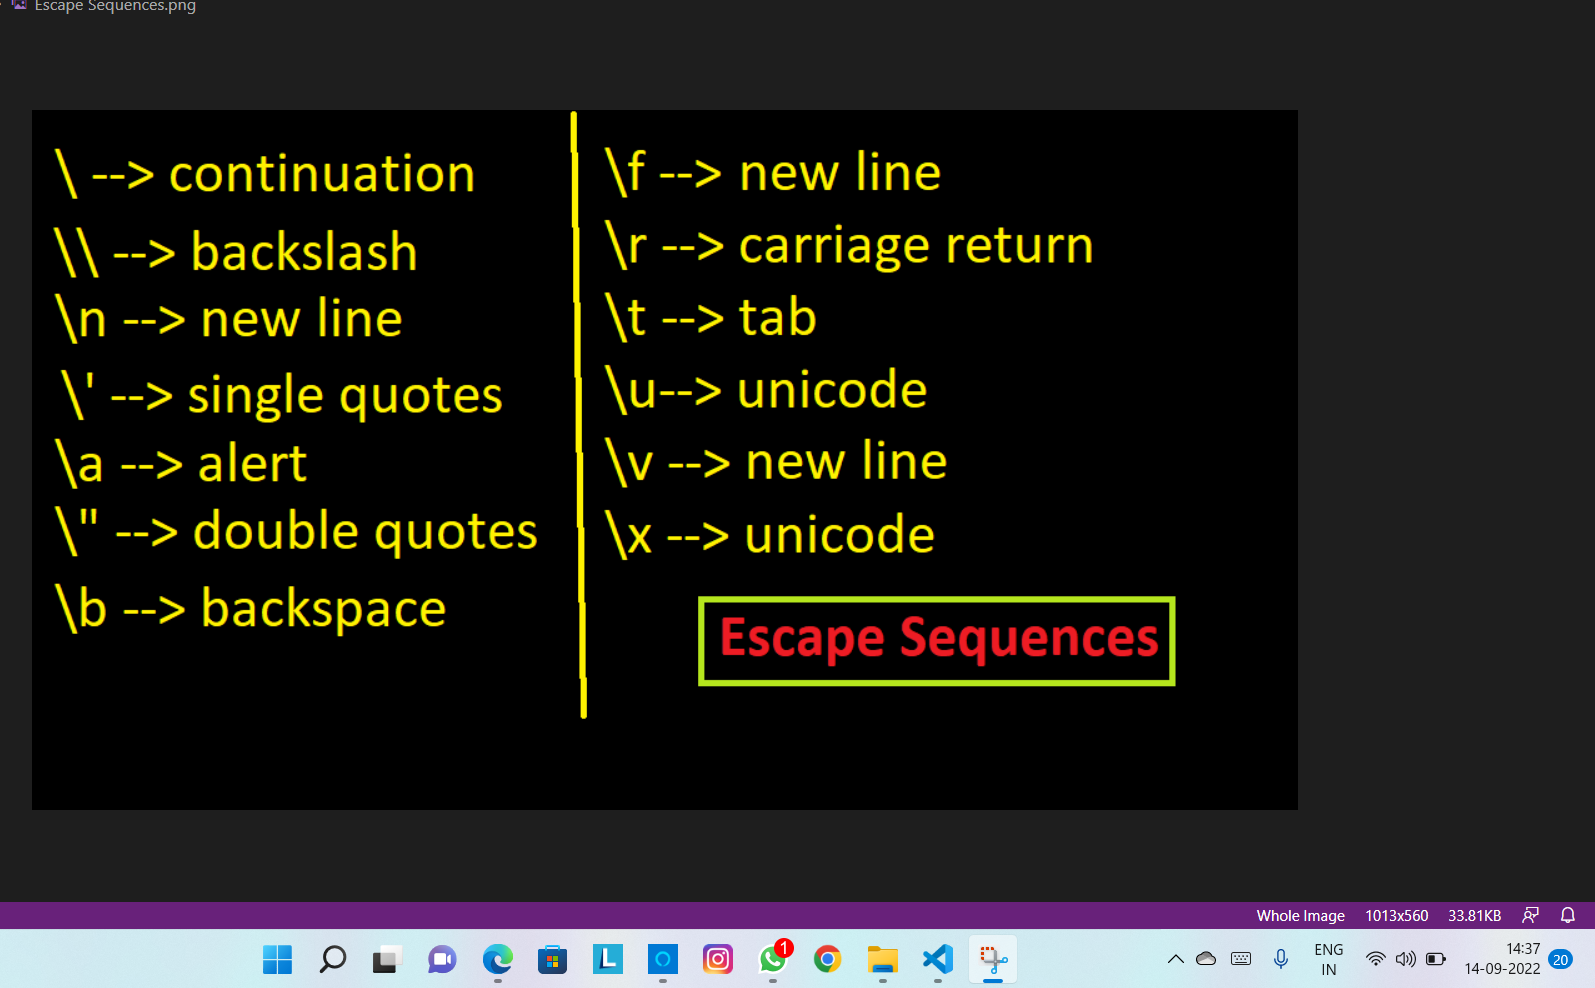 Escape Sequences.png
\ --> continuation
\\ --> backslash
\n --> new line
\' --> single quotes
\a --> alert
\" --> double quotes
\b --> backspace
\f --> new line
\r --> carriage return
\t --> tab
\u--> unicode
\v --> new line
\x --> unicode
Escape Sequences
Whole Image 1013x560 33.81KB
L
1
ENG
IN
14:37
14-09-2022
20